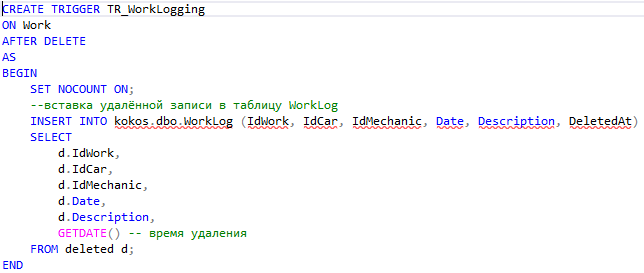 CREATE TRIGGER TR_WorkLogging
ON Work
AFTER DELETE
AS
BEGIN
    SET NOCOUNT ON;
    --вставка удалённой записи в таблицу WorkLog
    INSERT INTO kokos.dbo.WorkLog (IdWork, IdCar, IdMechanic, Date, Description, DeletedAt)
    SELECT
        d.IdWork,
        d.IdCar,
        d.IdMechanic,
        d.Date,
        d.Description,
        GETDATE() -- время удаления
    FROM deleted d;
END